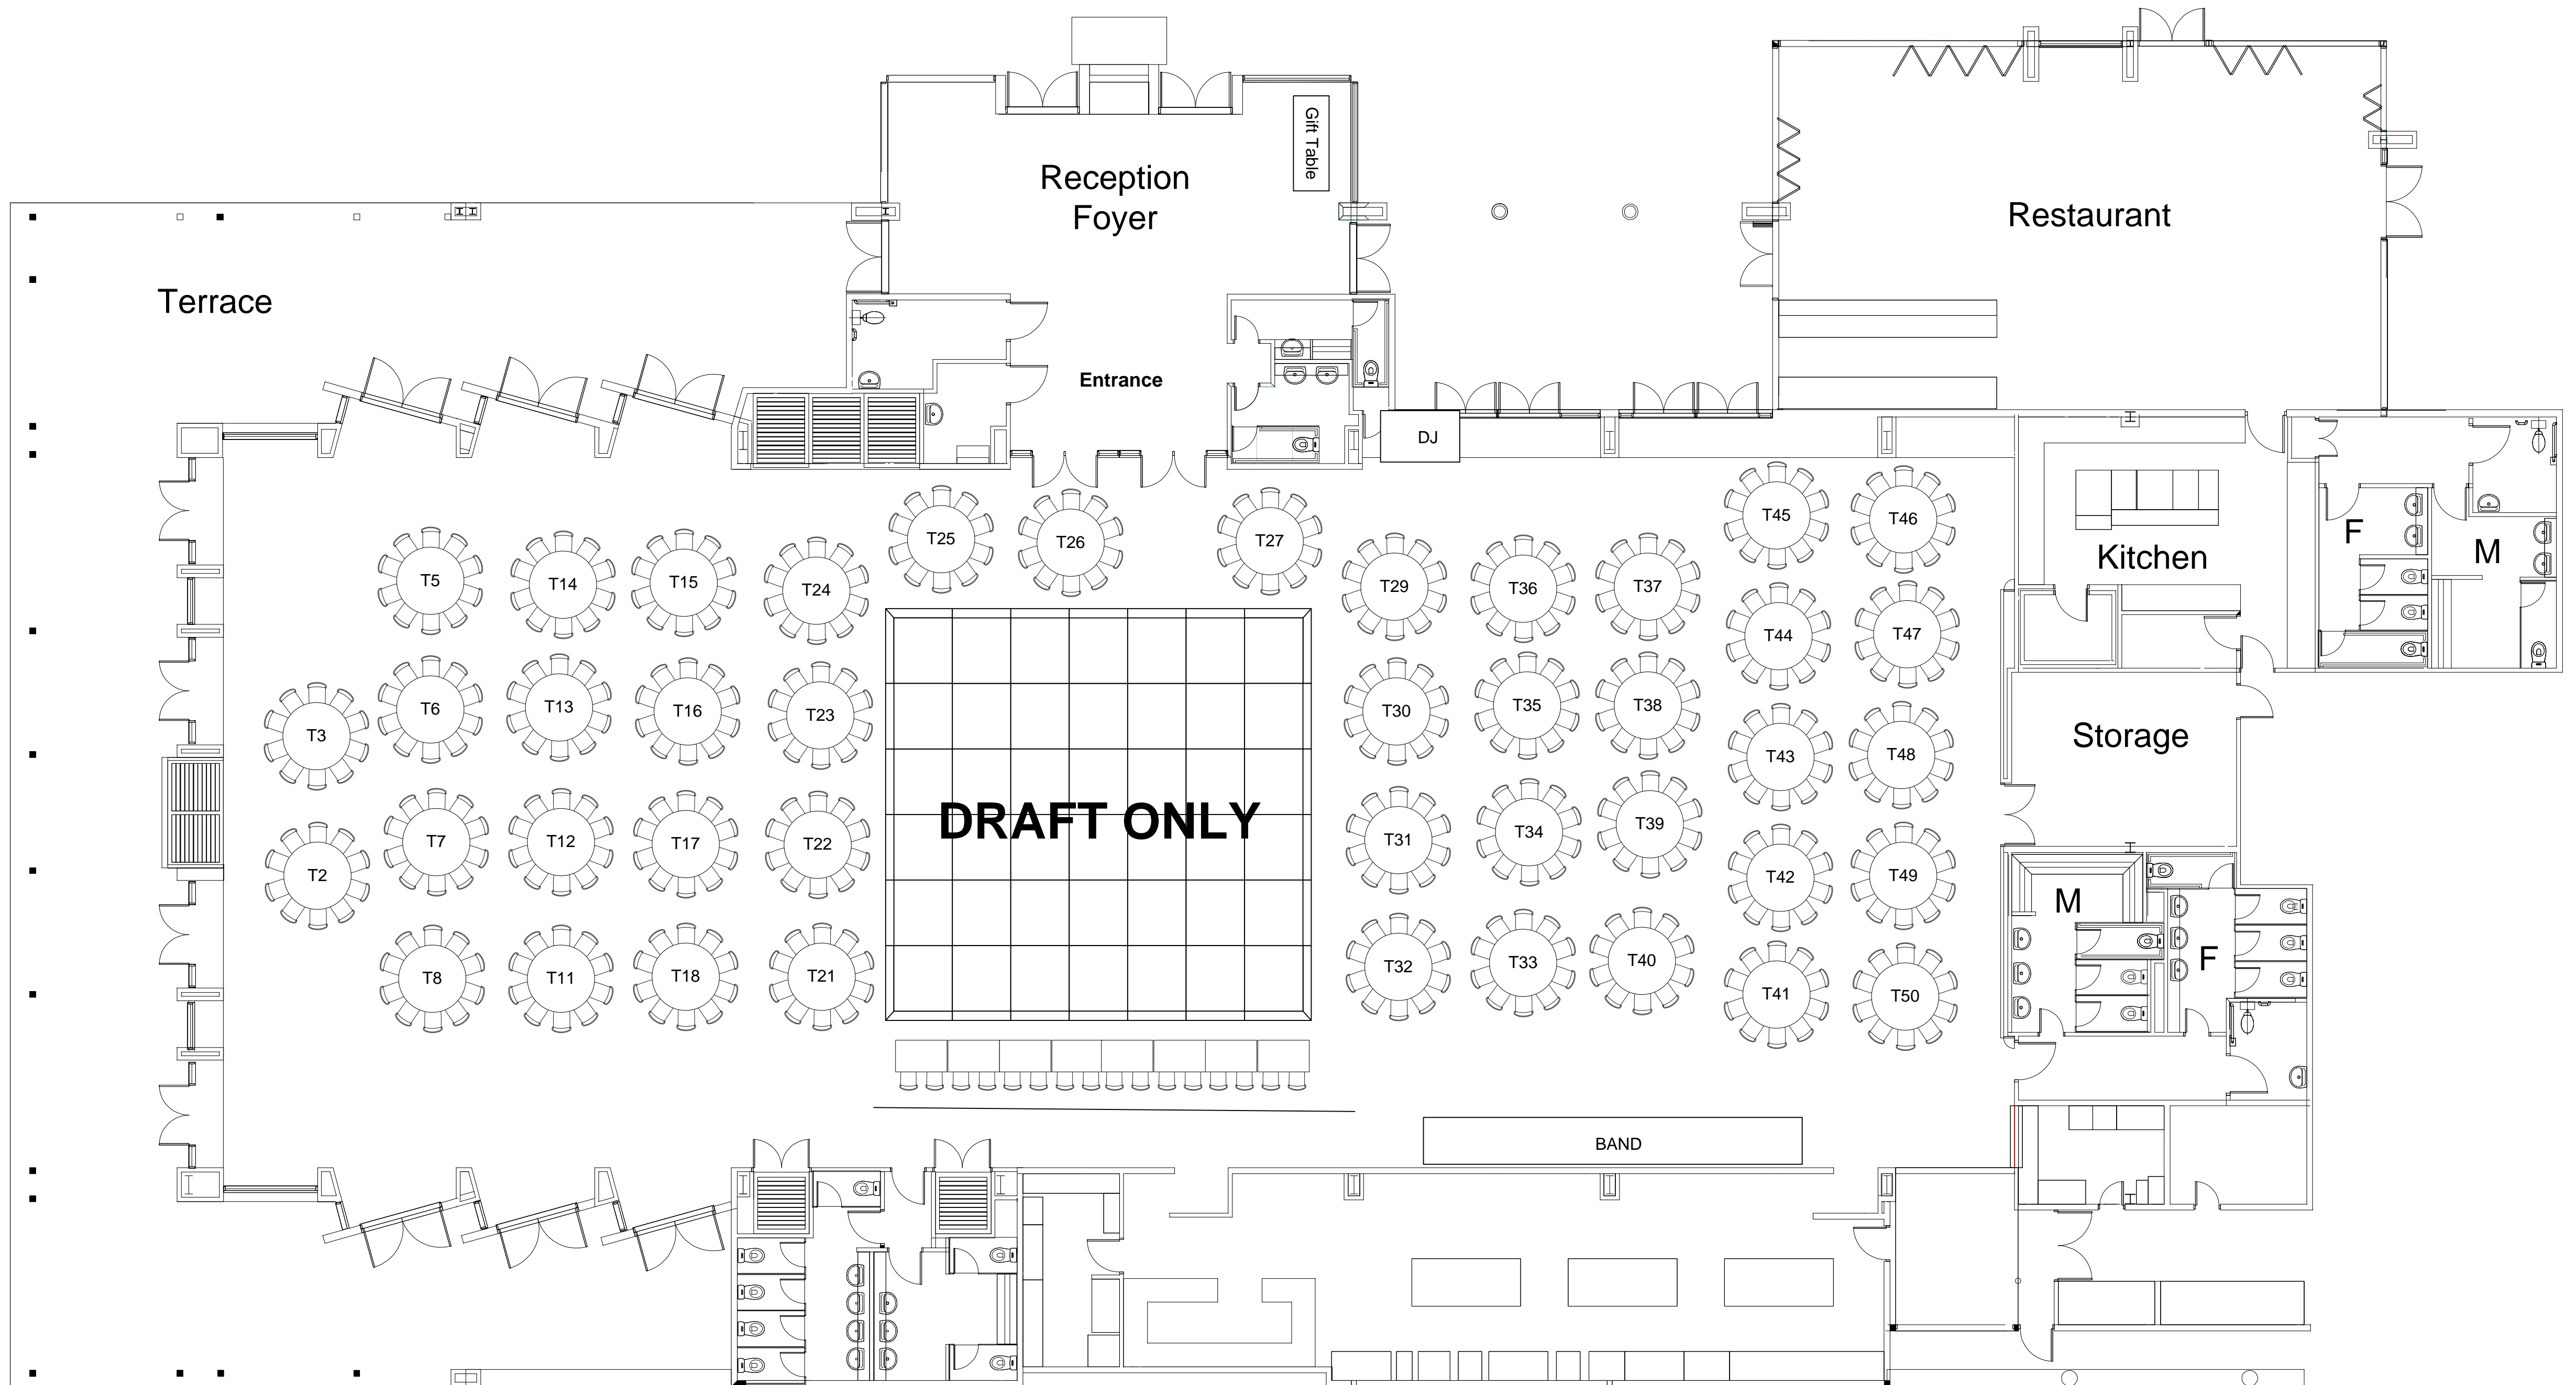 Gift Table
Reception
Foyer
Restaurant
Terrace
Entrance
DJ
T45
T46
T25
T26
T27
F
M
Kitchen
T5
T14
T15
T24
T29
T36
T37
T44
T47
T6
T13
T16
T23
T30
T35
T38
T3
T43
T48
Storage
DRAFT ONLY
T7
T12
T17
T22
T31
T34
T39
T2
T42
T49
M
F
T8
T11
T18
T21
T32
T33
T40
T41
T50
BAND